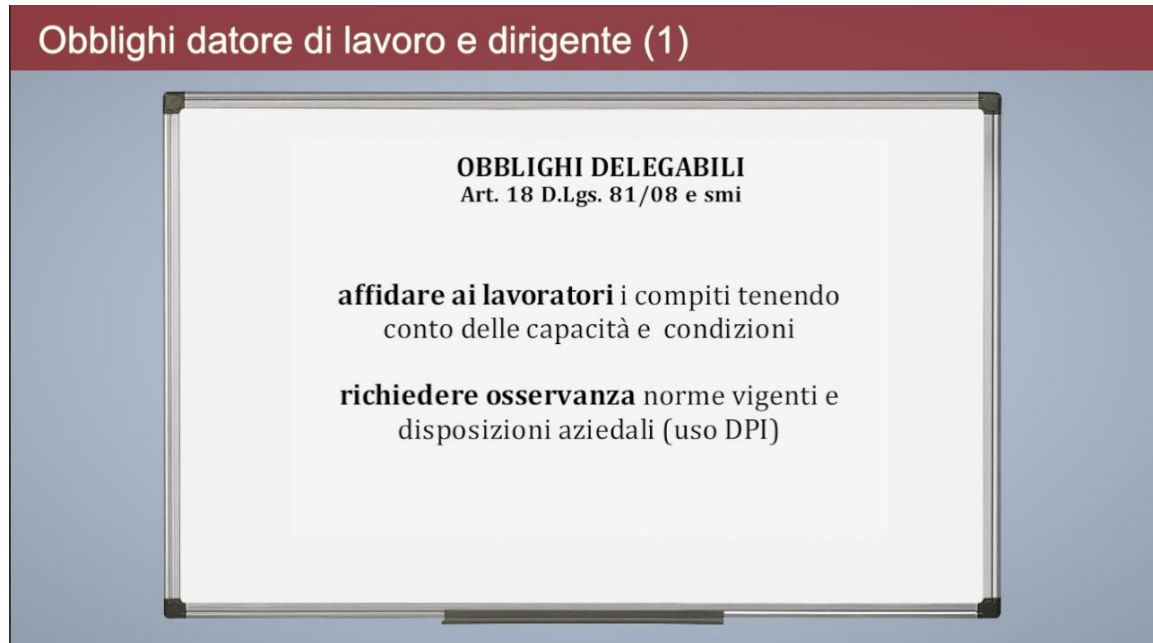 Obblighi datore di lavoro e dirigente (1)
OBBLIGHI DELEGABILI
Art. 18 D.Lgs. 81/08 e smi
affidare ai lavoratori i compiti tenendo
conto delle capacità e condizioni
richiedere osservanza norme vigenti e
disposizioni aziedali (uso DPI)